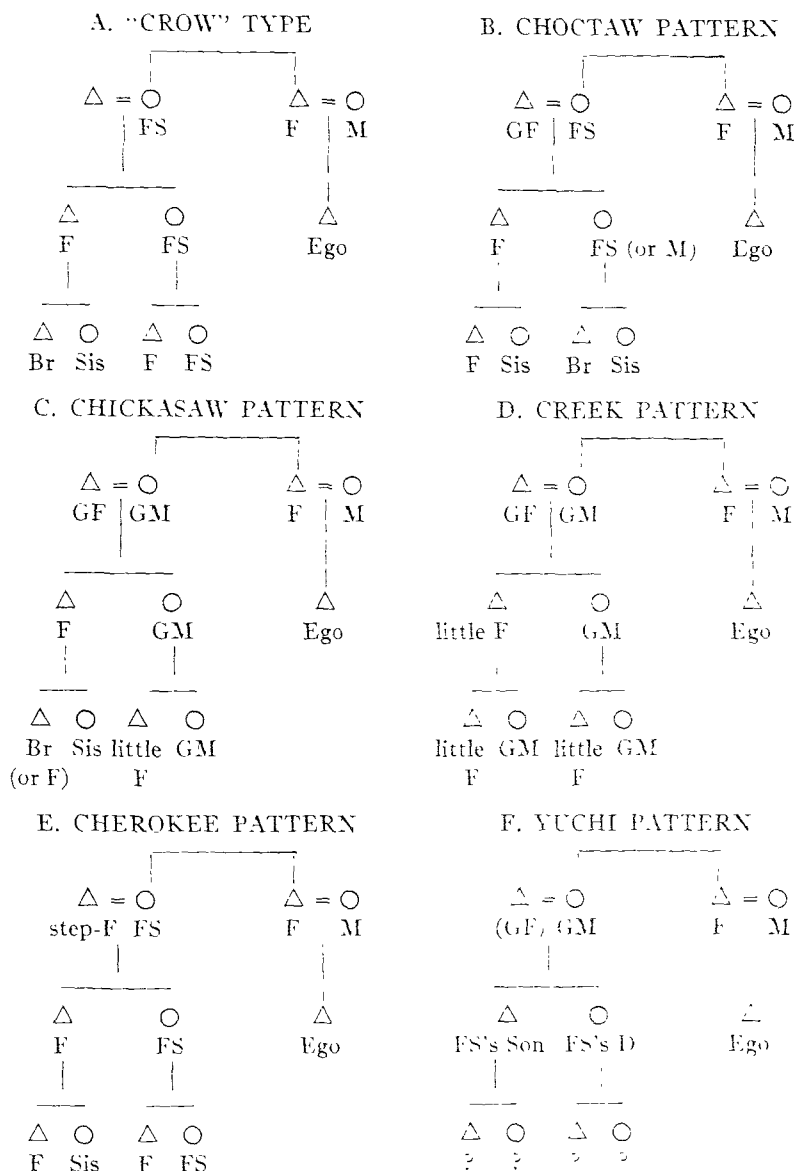 A. "CROW" TYPE
B. CHOCTAW PATTERN
△ = ○ △ = ○
FS F M
△ = ○ △ = ○
GF FS F M
△ ○ △
F FS Ego
△ ○ △
F FS (or M) Ego
△ ○ △ ○
Br Sis F FS
△ ○ △ ○
F Sis Br Sis
C. CHICKASAW PATTERN
D. CREEK PATTERN
△ = ○ △ = ○
GF GM F M
△ = ○ △ = ○
GF GM F M
△ ○ △
F GM Ego
△ ○ △
little F GM Ego
△ ○ △ ○
Br Sis little GM
(or F) F
△ ○ △ ○
little GM little GM
F F
E. CHEROKEE PATTERN
F. YUCHI PATTERN
△ = ○ △ = ○
step-F FS F M
△ = ○ △ = ○
(GF) GM F M
△ ○ △
F FS Ego
△ ○ △
FS's Son FS's D Ego
△ ○ △ ○
F Sis F FS
△ ○ △ ○
? ? ? ?